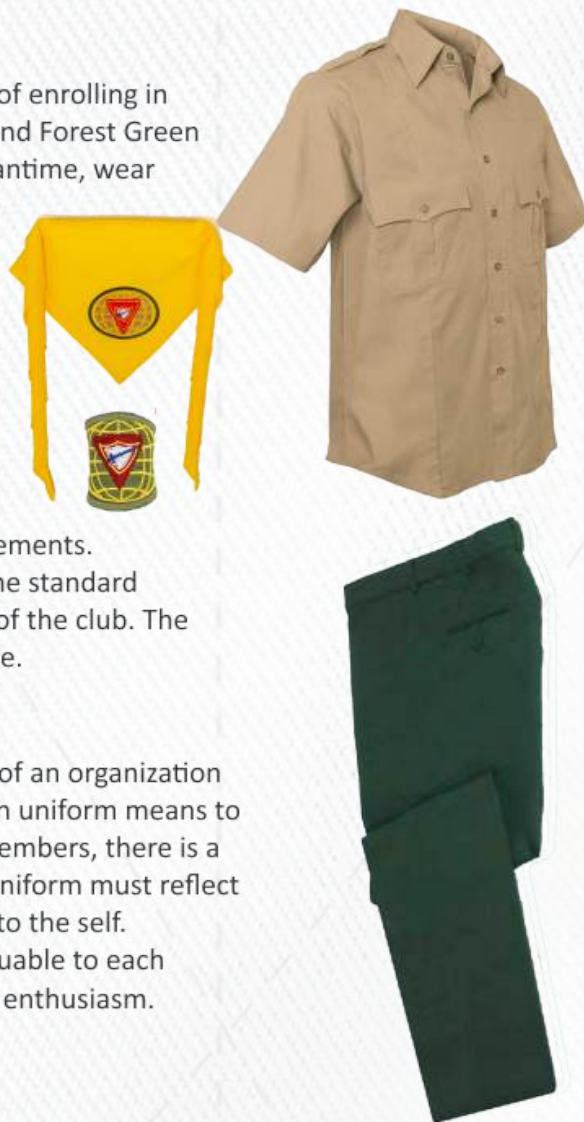 of enrolling in
nd Forest Green
antime, wear
ements.
ne standard
of the club. The
e.
of an organization
n uniform means to
embers, there is a
uniform must reflect
to the self.
uable to each
enthusiasm.